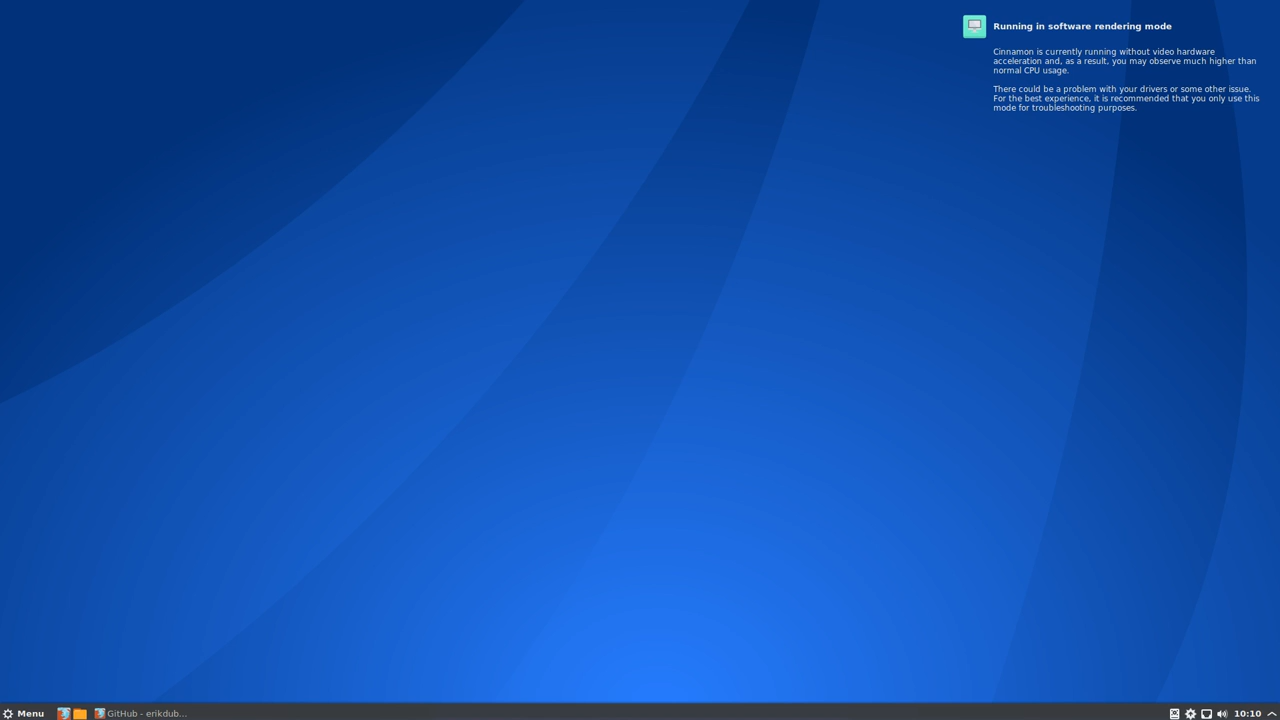 Running in software rendering mode
Cinnamon is currently running without video hardware
acceleration and, as a result, you may observe much higher than
normal CPU usage.
There could be a problem with your drivers or some other issue.
For the best experience, it is recommended that you only use this
mode for troubleshooting purposes.
Menu
GitHub - erikdub...
10:10